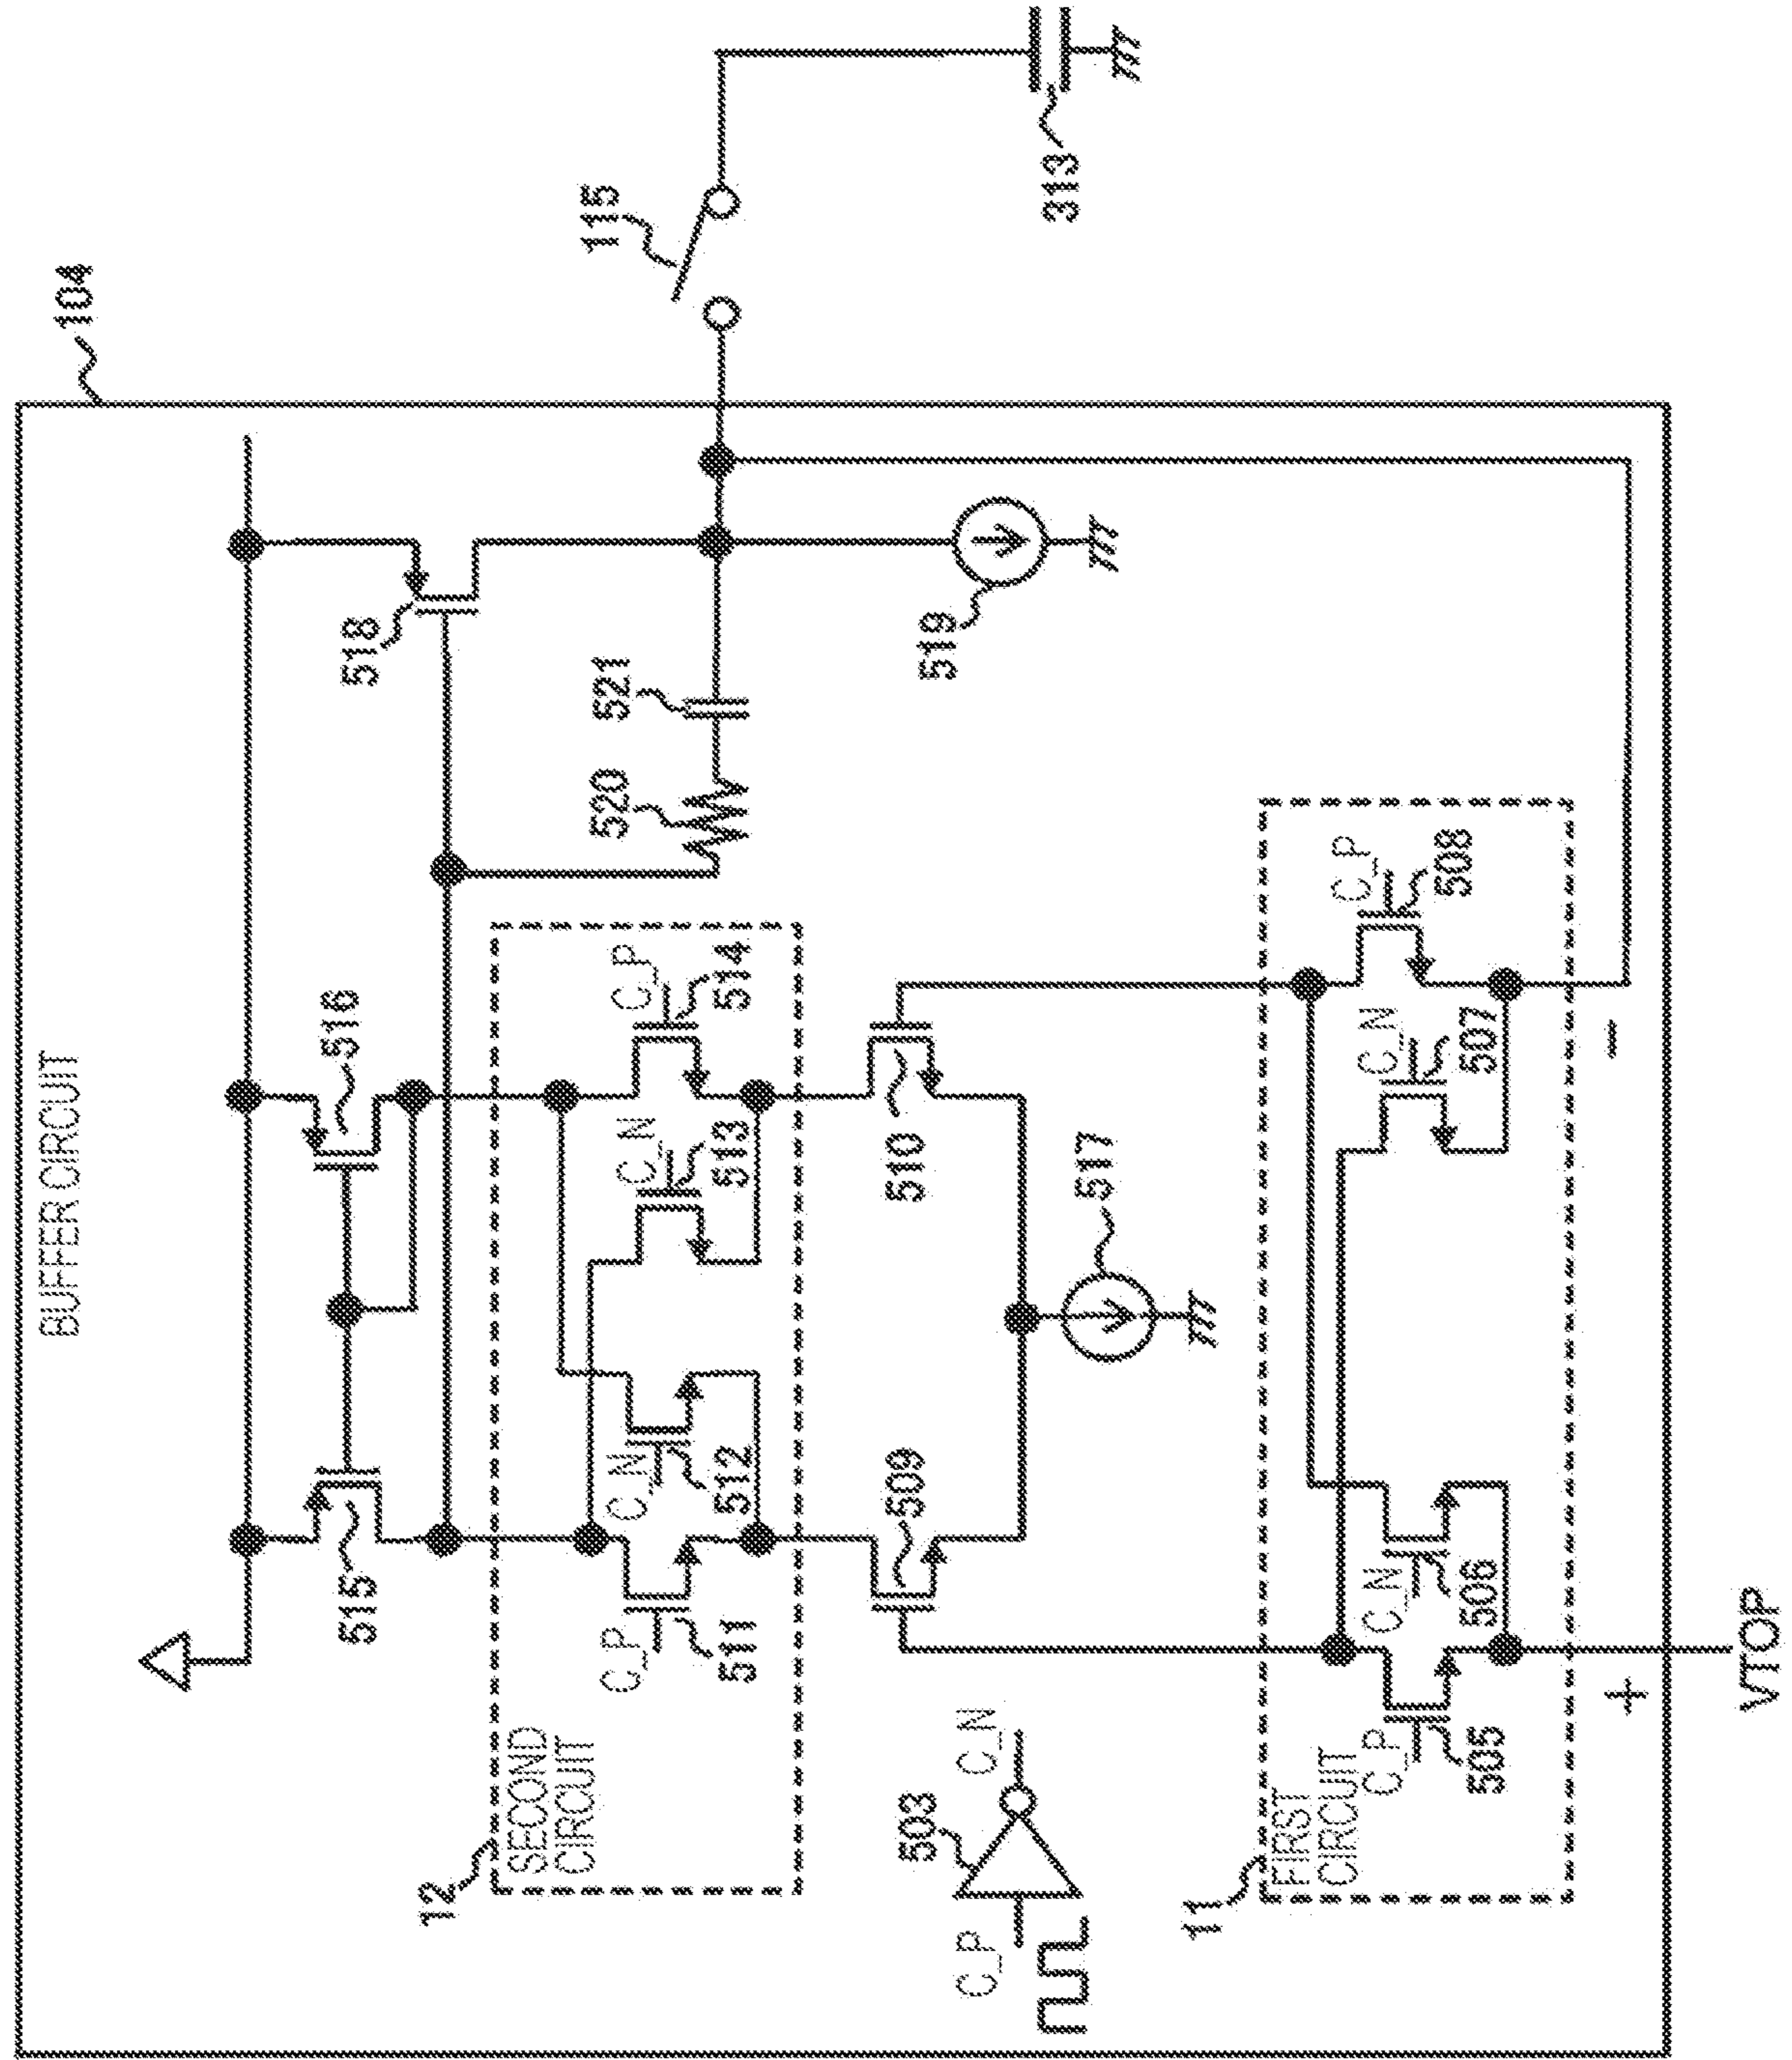 BUFFER CIRCUIT
104
515
516
518
115
313
12
SECOND
CIRCUIT
C_P
511
C_N
512
C_N
513
C_P
514
520
521
519
509
510
517
C_P
503
C_N
11
FIRST
CIRCUIT
C_P
505
C_N
506
C_N
507
C_P
508
+
−
VTOP